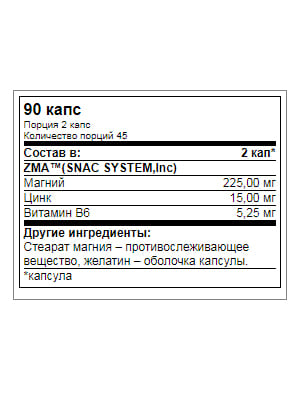 90 капс
Порция 2 капс
Количество порций 45
Состав в: 2 кап*
ZMA™(SNAC SYSTEM,Inc)
Магний 225,00 мг
Цинк 15,00 мг
Витамин В6 5,25 мг
Другие ингредиенты:
Стеарат магния – противослеживающее
вещество, желатин – оболочка капсулы.
*капсула